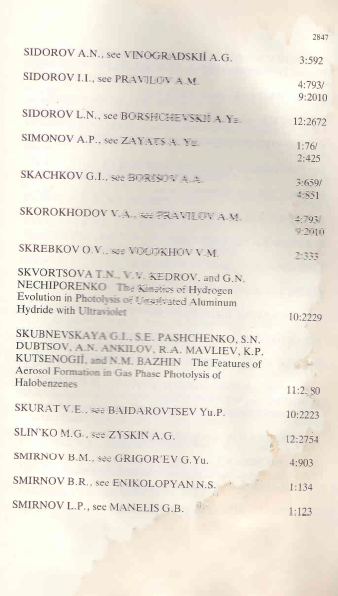 2847
SIDOROV A.N., see VINOGRADSKIĬ A.G. 3:592
SIDOROV I.I., see PRAVILOV A.M. 4:793/
9:2010
SIDOROV L.N., see BORSHCHEVSKIĬ A.Ye. 12:2672
SIMONOV A.P., see ZAYATS A. Ye. 1:76/
2:425
SKACHKOV G.I., see BORISOV A.A. 3:659/
4:851
SKOROKHODOV V.A., see PRAVILOV A.M. 4:793/
9:2010
SKREBKOV O.V., see VOLOKHOV V.M. 2:333
SKVORTSOVA T.N., V.V. KEDROV, and G.N.
NECHIPORENKO The Kinetics of Hydrogen
Evolution in Photolysis of Unsolvated Aluminum
Hydride with Ultraviolet 10:2229
SKUBNEVSKAYA G.I., S.E. PASHCHENKO, S.N.
DUBTSOV, A.N. ANKILOV, R.A. MAVLIEV, K.P.
KUTSENOGIĬ, and N.M. BAZHIN The Features of
Aerosol Formation in Gas Phase Photolysis of
Halobenzenes
SKURAT V.E., see BAIDAROVTSEV Yu.P. 10:2223
SLIN'KO M.G., see ZYSKIN A.G. 12:2754
SMIRNOV B.M., see GRIGOR'EV G.Yu. 4:903
SMIRNOV B.R., see ENIKOLOPYAN N.S. 1:134
SMIRNOV L.P., see MANELIS G.B. 1:123